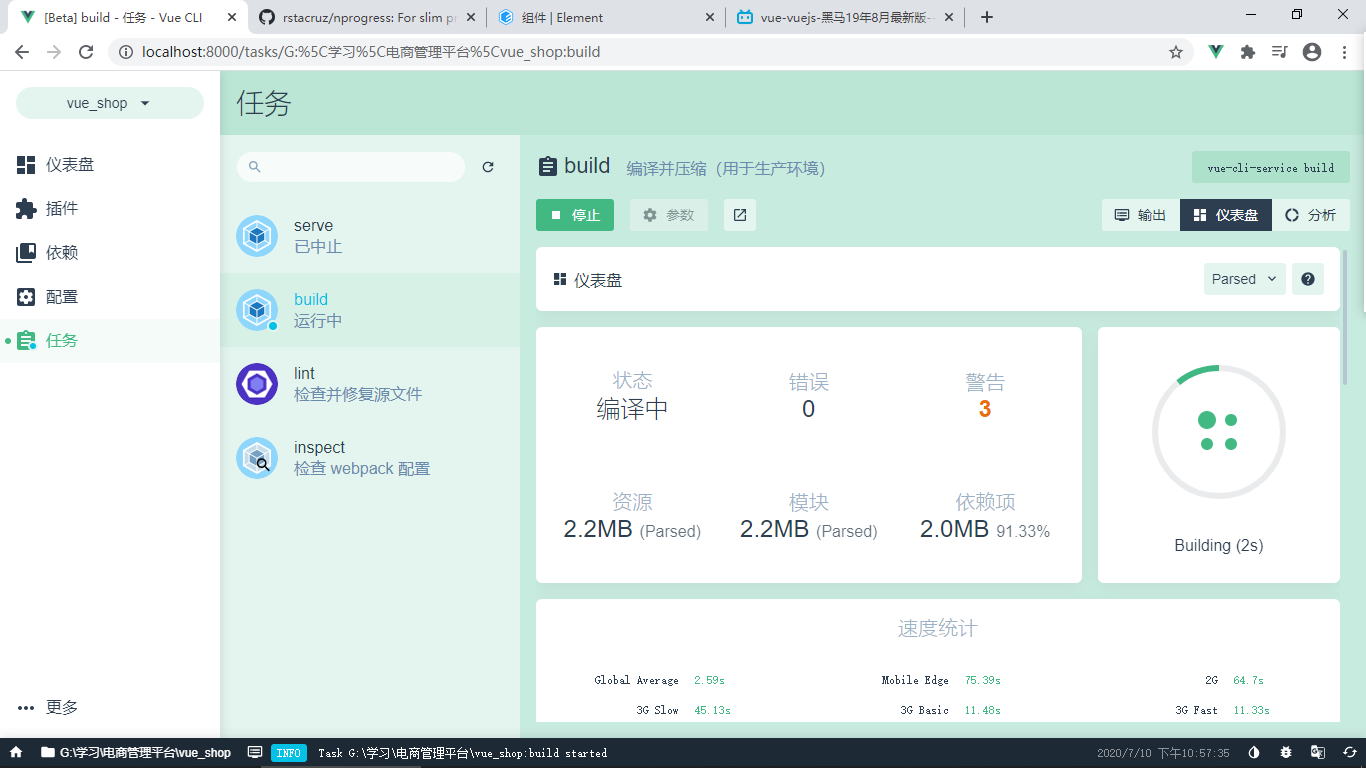 [Beta] build - 任务 - Vue CLI
rstacruz/nprogress: For slim pr
组件 | Element
vue-vuejs-黑马19年8月最新版-
localhost:8000/tasks/G:%5C学习%5C电商管理平台%5Cvue_shop:build
vue_shop
仪表盘
插件
依赖
配置
任务
更多
任务
serve
已中止
build
运行中
lint
检查并修复源文件
inspect
检查 webpack 配置
build 编译并压缩（用于生产环境）
vue-cli-service build
停止 参数
输出 仪表盘 分析
仪表盘
Parsed
状态 错误 警告
编译中 0 3
资源 模块 依赖项
2.2MB (Parsed) 2.2MB (Parsed) 2.0MB 91.33%
Building (2s)
速度统计
Global Average 2.59s Mobile Edge 75.39s 2G 64.7s
3G Slow 45.13s 3G Basic 11.48s 3G Fast 11.33s
G:\学习\电商管理平台\vue_shop INFO Task G:\学习\电商管理平台\vue_shop:build started 2020/7/10 下午10:57:35